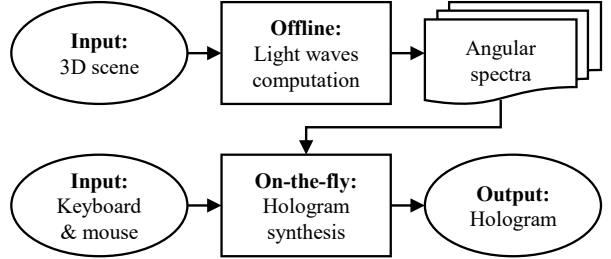 Input:
3D scene
Offline:
Light waves
computation
Angular
spectra
Input:
Keyboard
& mouse
On-the-fly:
Hologram
synthesis
Output:
Hologram